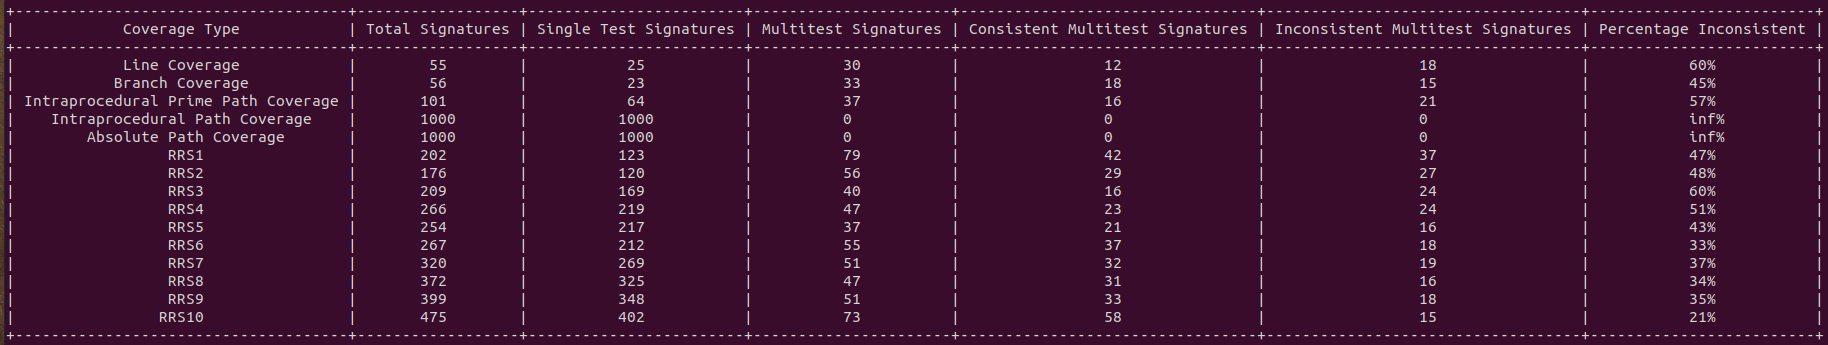 +--------------------------------------+------------------+------------------------+----------------------+---------------------------------+-----------------------------------+-------------------------+
| Coverage Type | Total Signatures | Single Test Signatures | Multitest Signatures | Consistent Multitest Signatures | Inconsistent Multitest Signatures | Percentage Inconsistent |
+--------------------------------------+------------------+------------------------+----------------------+---------------------------------+-----------------------------------+-------------------------+
| Line Coverage | 55 | 25 | 30 | 12 | 18 | 60% |
| Branch Coverage | 56 | 23 | 33 | 18 | 15 | 45% |
| Intraprocedural Prime Path Coverage | 101 | 64 | 37 | 16 | 21 | 57% |
| Intraprocedural Path Coverage | 1000 | 1000 | 0 | 0 | 0 | inf% |
| Absolute Path Coverage | 1000 | 1000 | 0 | 0 | 0 | inf% |
| RRS1 | 202 | 123 | 79 | 42 | 37 | 47% |
| RRS2 | 176 | 120 | 56 | 29 | 27 | 48% |
| RRS3 | 209 | 169 | 40 | 16 | 24 | 60% |
| RRS4 | 266 | 219 | 47 | 23 | 24 | 51% |
| RRS5 | 254 | 217 | 37 | 21 | 16 | 43% |
| RRS6 | 267 | 212 | 55 | 37 | 18 | 33% |
| RRS7 | 320 | 269 | 51 | 32 | 19 | 37% |
| RRS8 | 372 | 325 | 47 | 31 | 16 | 34% |
| RRS9 | 399 | 348 | 51 | 33 | 18 | 35% |
| RRS10 | 475 | 402 | 73 | 58 | 15 | 21% |
+--------------------------------------+------------------+------------------------+----------------------+---------------------------------+-----------------------------------+-------------------------+